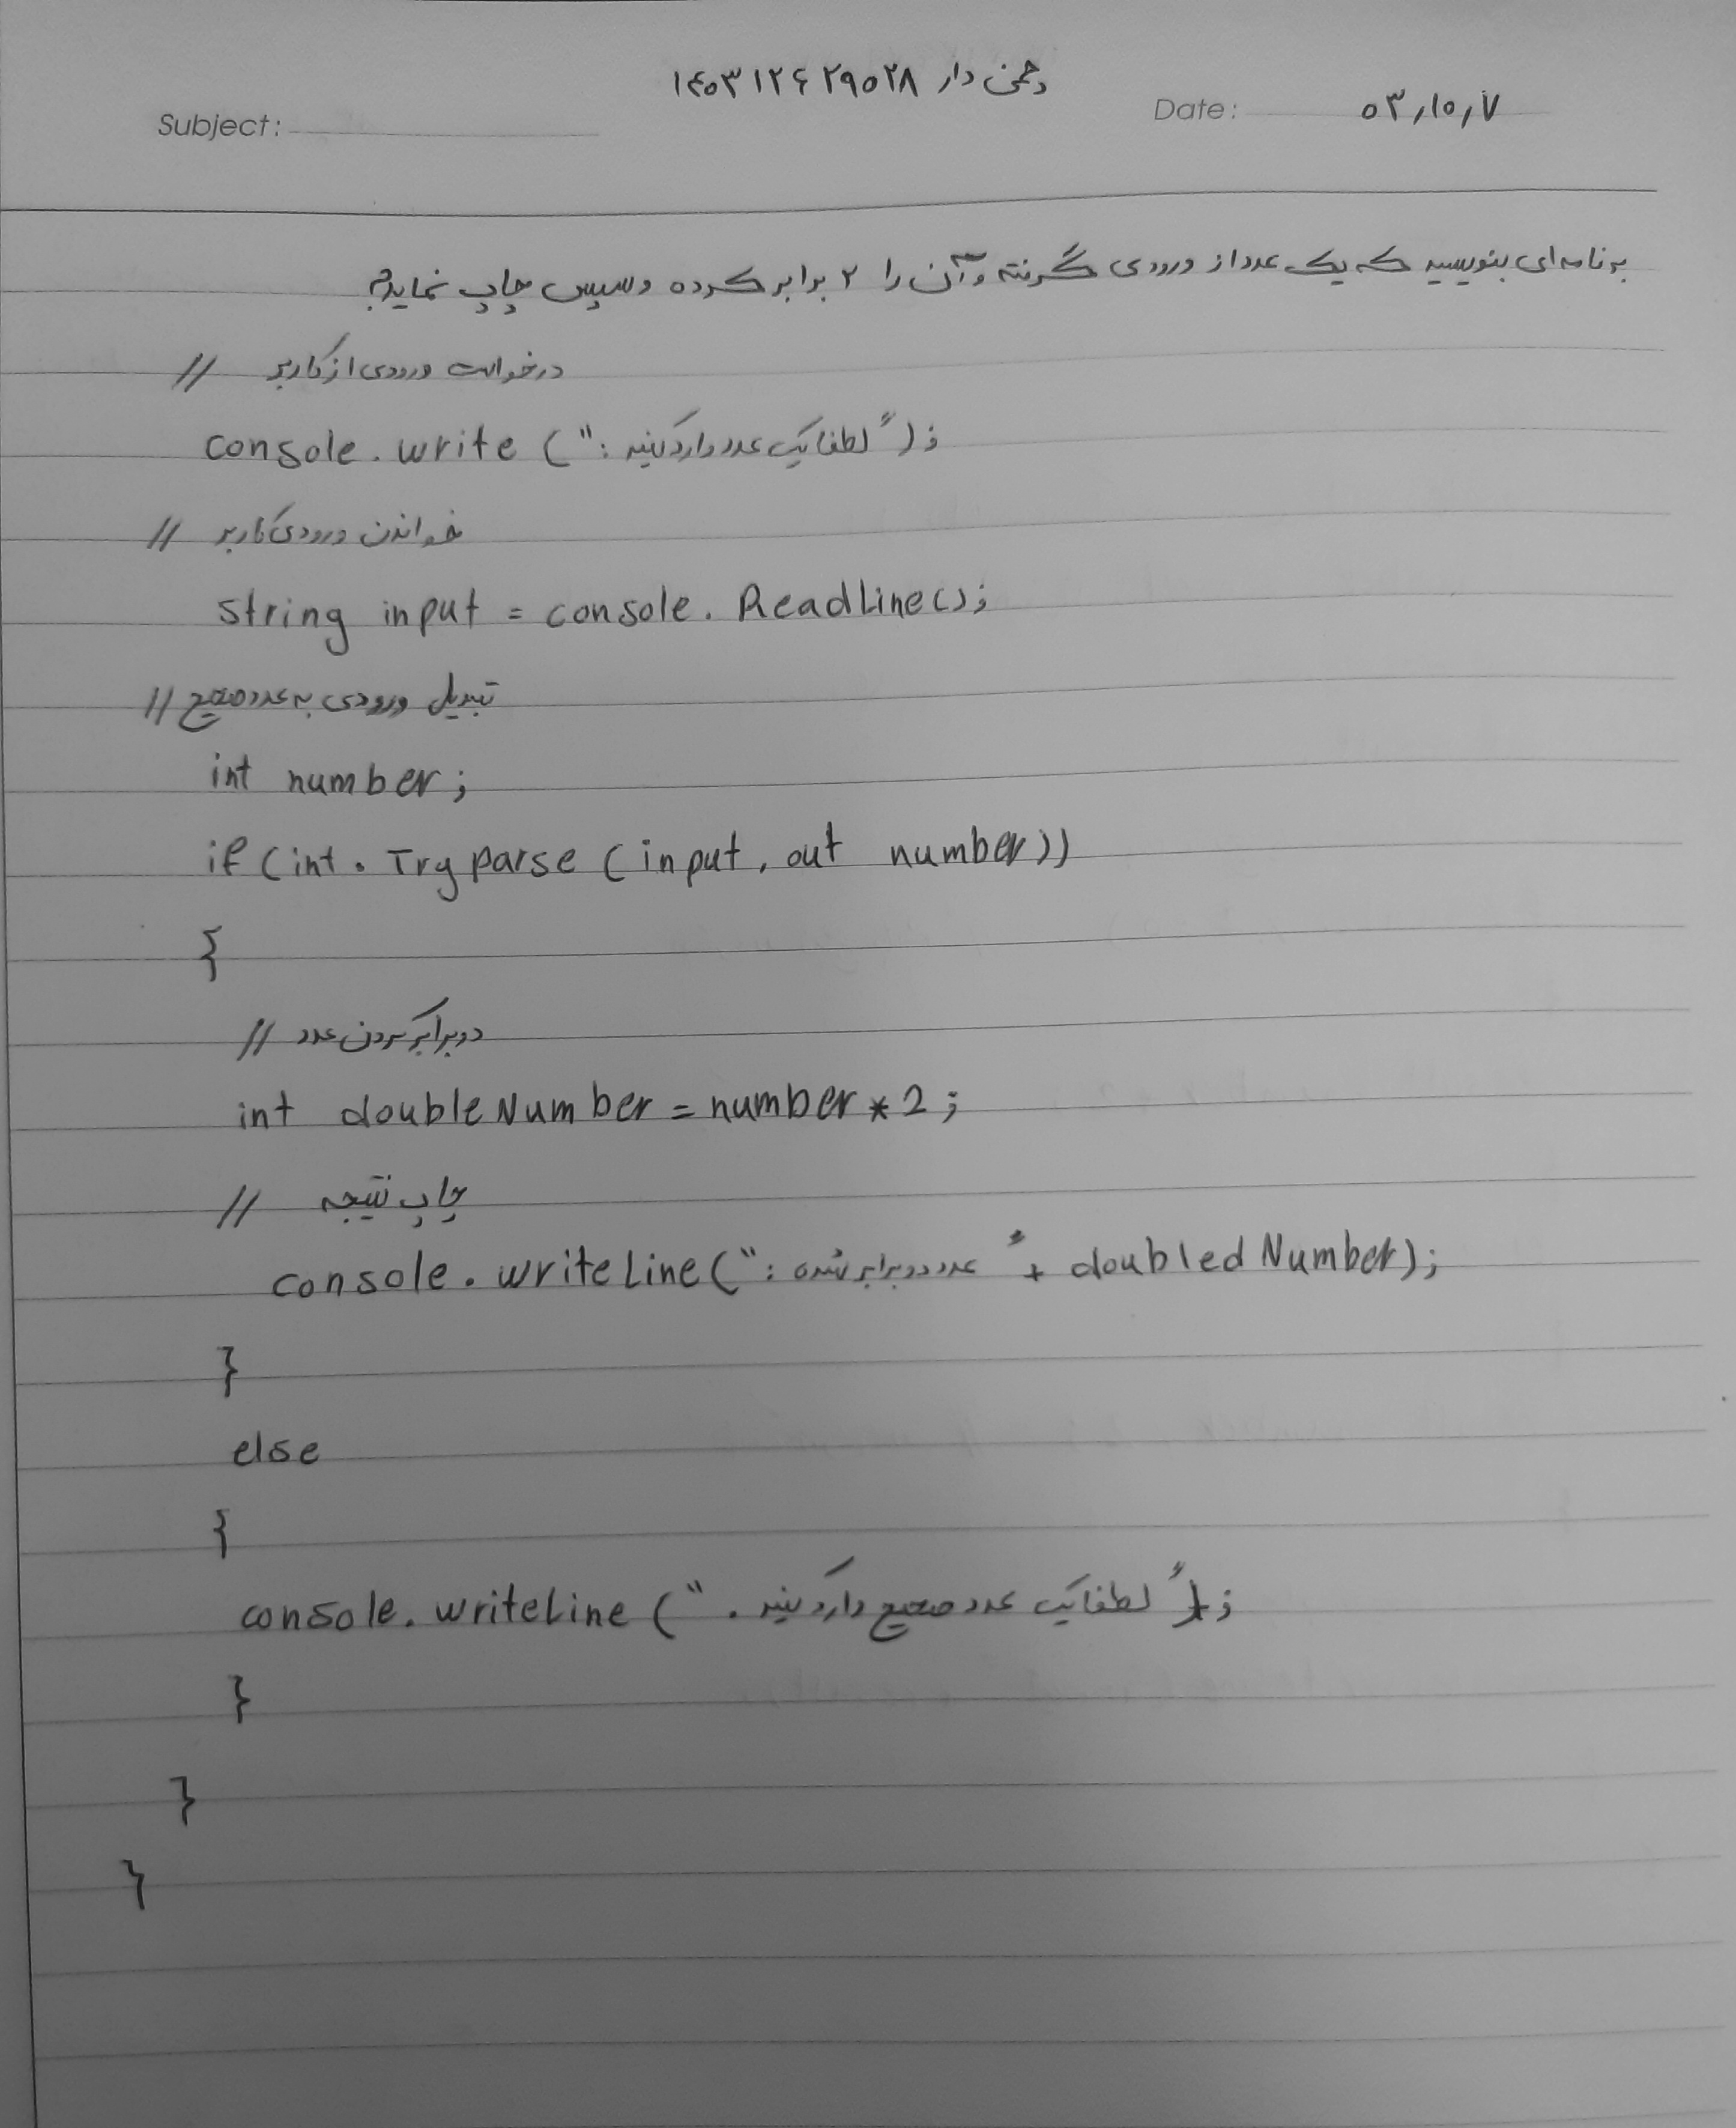 دار ۱۴۰۳۱۲۶۲۹۰۲۸
Subject:
Date: ۰۳,۱۰,۷
برنامه‌ای بنویسید که یک عدد از ورودی گرفته و آن را ۲ برابر کرده و سپس چاپ نماید؟
// درخواست ورودی از کاربر
console.write (": لطفا یک عدد وارد کنید");
// خواندن ورودی کاربر
string input = console.ReadLine();
// تبدیل ورودی به عدد صحیح
int number;
if (int.Tryparse (input, out number))
{
// دو برابر کردن عدد
int doubleNumber = number * 2;
// چاپ نتیجه
console.writeLine(": عدد دو برابر شده" + doubledNumber);
}
else
{
console.writeLine (". لطفا یک عدد صحیح وارد کنید");
}
}
}